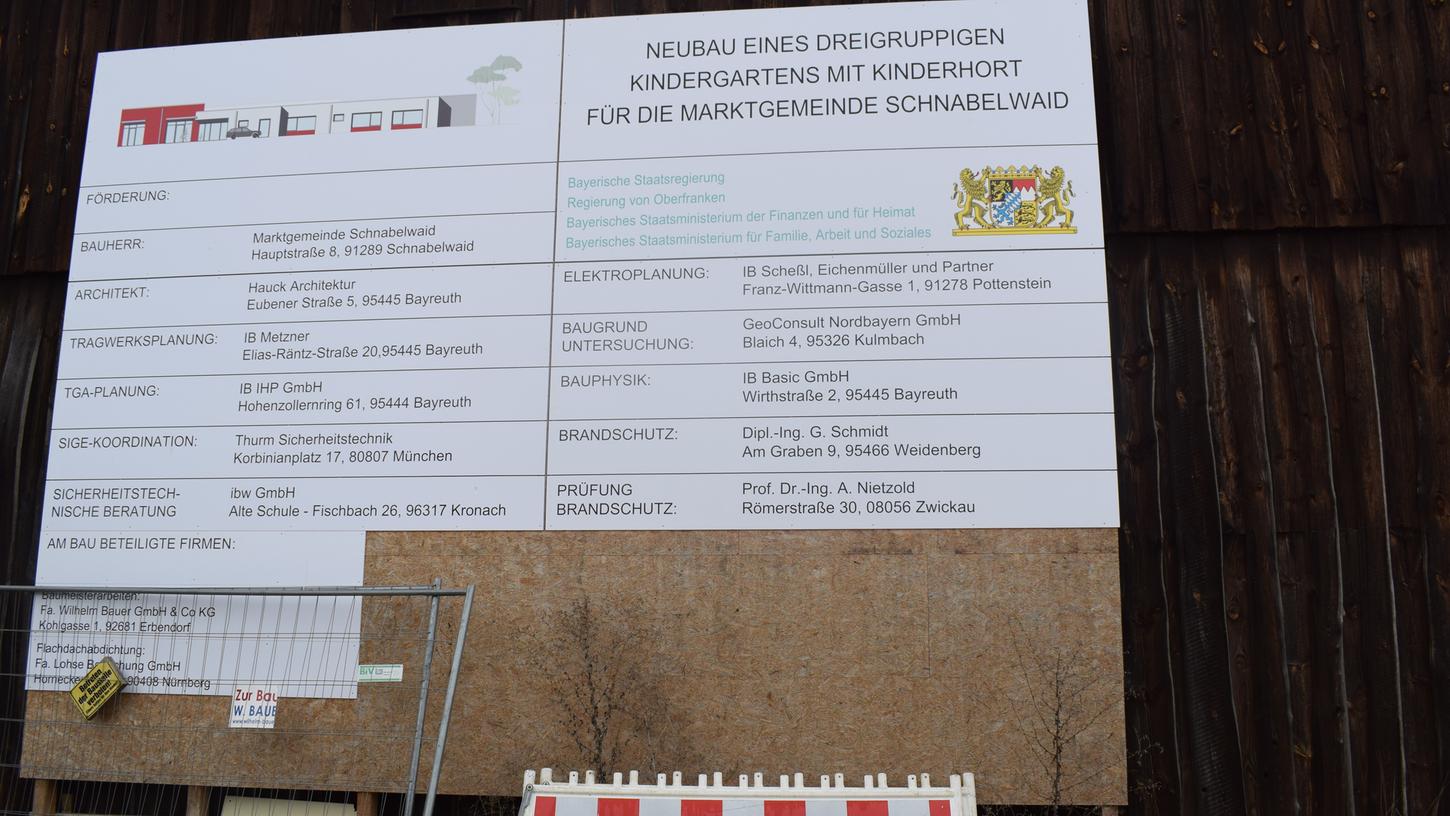 NEUBAU EINES DREIGRUPPIGEN
KINDERGARTENS MIT KINDERHORT
FÜR DIE MARKTGEMEINDE SCHNABELWAID
FÖRDERUNG:
Bayerische Staatsregierung
Regierung von Oberfranken
Bayerisches Staatsministerium der Finanzen und für Heimat
Bayerisches Staatsministerium für Familie, Arbeit und Soziales
BAUHERR:
Marktgemeinde Schnabelwaid
Hauptstraße 8, 91289 Schnabelwaid
ARCHITEKT:
Hauck Architektur
Eubener Straße 5, 95445 Bayreuth
TRAGWERKSPLANUNG:
IB Metzner
Elias-Räntz-Straße 20,95445 Bayreuth
TGA-PLANUNG:
IB IHP GmbH
Hohenzollernring 61, 95444 Bayreuth
SIGE-KOORDINATION:
Thurm Sicherheitstechnik
Korbinianplatz 17, 80807 München
SICHERHEITSTECH-
NISCHE BERATUNG
ibw GmbH
Alte Schule - Fischbach 26, 96317 Kronach
ELEKTROPLANUNG:
IB Scheßl, Eichenmüller und Partner
Franz-Wittmann-Gasse 1, 91278 Pottenstein
BAUGRUND
UNTERSUCHUNG:
GeoConsult Nordbayern GmbH
Blaich 4, 95326 Kulmbach
BAUPHYSIK:
IB Basic GmbH
Wirthstraße 2, 95445 Bayreuth
BRANDSCHUTZ:
Dipl.-Ing. G. Schmidt
Am Graben 9, 95466 Weidenberg
PRÜFUNG
BRANDSCHUTZ:
Prof. Dr.-Ing. A. Nietzold
Römerstraße 30, 08056 Zwickau
AM BAU BETEILIGTE FIRMEN:
Baumeisterarbeiten:
Fa. Wilhelm Bauer GmbH & Co KG
Kohlgasse 1, 92681 Erbendorf
Flachdachabdichtung:
Fa. Lohse GmbH
90408 Nürnberg
Betreten
der Baustelle
verboten!
BIV
Zur Bau
W. BAUE